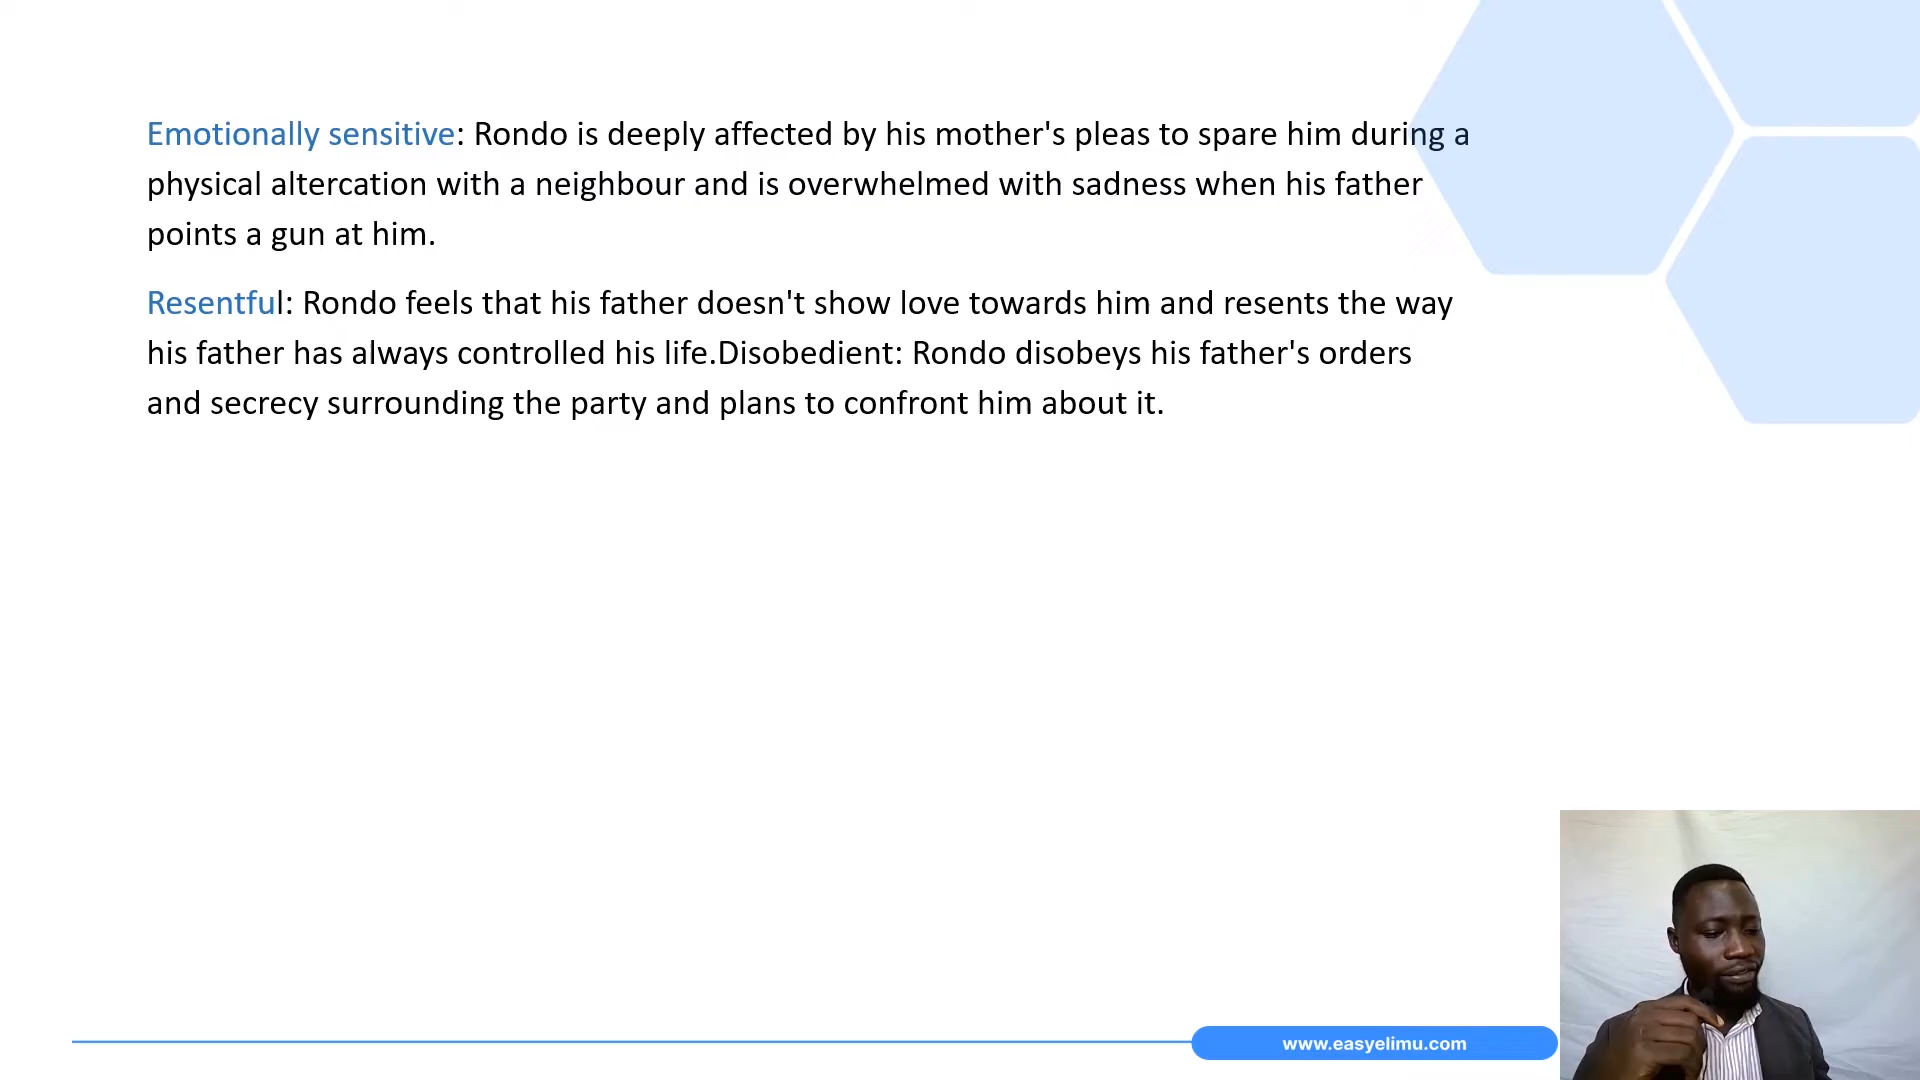 Emotionally sensitive: Rondo is deeply affected by his mother's pleas to spare him during a
physical altercation with a neighbour and is overwhelmed with sadness when his father
points a gun at him.
Resentful: Rondo feels that his father doesn't show love towards him and resents the way
his father has always controlled his life.Disobedient: Rondo disobeys his father's orders
and secrecy surrounding the party and plans to confront him about it.
www.easyelimu.com